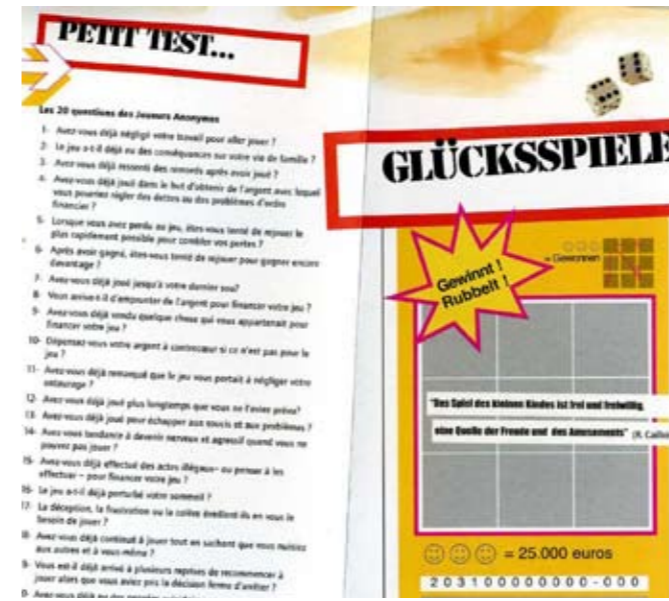 PETIT TEST...
Les 20 questions des Joueurs Anonymes
1- Avez-vous déjà négligé votre travail pour aller jouer ?
2- Le jeu a-t-il déjà eu des conséquences sur votre vie de famille ?
3- Avez-vous déjà ressenti des remords après avoir joué ?
4- Avez-vous déjà joué dans le but d'obtenir de l'argent avec lequel
vous pourriez régler des dettes ou des problèmes d'ordre
financier ?
5- Lorsque vous avez perdu au jeu, êtes-vous tenté de rejouer le
plus rapidement possible pour combler vos pertes ?
6- Après avoir gagné, êtes-vous tenté de rejouer pour gagner encore
davantage ?
7- Avez-vous déjà joué jusqu'à votre dernier sou?
8- Vous arrive-t-il d'emprunter de l'argent pour financer votre jeu ?
9- Avez-vous déjà vendu quelque chose qui vous appartenait pour
financer votre jeu ?
10- Dépensez-vous votre argent à contrecœur si ce n'est pas pour le
jeu ?
11- Avez-vous déjà remarqué que le jeu vous portait à négliger votre
entourage ?
12- Avez-vous déjà joué plus longtemps que vous ne l'aviez prévu?
13- Avez-vous déjà joué pour échapper aux soucis et aux problèmes ?
14- Avez-vous tendance à devenir nerveux et agressif quand vous ne
pouvez pas jouer ?
15- Avez-vous déjà effectué des actes illégaux- ou penser à les
effectuer – pour financer votre jeu ?
16- Le jeu a-t-il déjà perturbé votre sommeil ?
17- La déception, la frustration ou la colère éveillent-ils en vous le
besoin de jouer ?
18- Avez-vous déjà continué à jouer tout en sachant que vous nuisiez
aux autres et à vous-même ?
9- Vous est-il déjà arrivé à plusieurs reprises de recommencer à
jouer alors que vous aviez pris la décision ferme d'arrêter ?
0- Avez-vous déjà eu des pensées
GLÜCKSSPIELE
Gewinnt !
Rubbelt !
= Gewonnen
"Das Spiel des kleinen Kindes ist frei und freiwillig,
eine Quelle der Freude und des Amusements" (R. Caillois
= 25.000 euros
203100000000-000